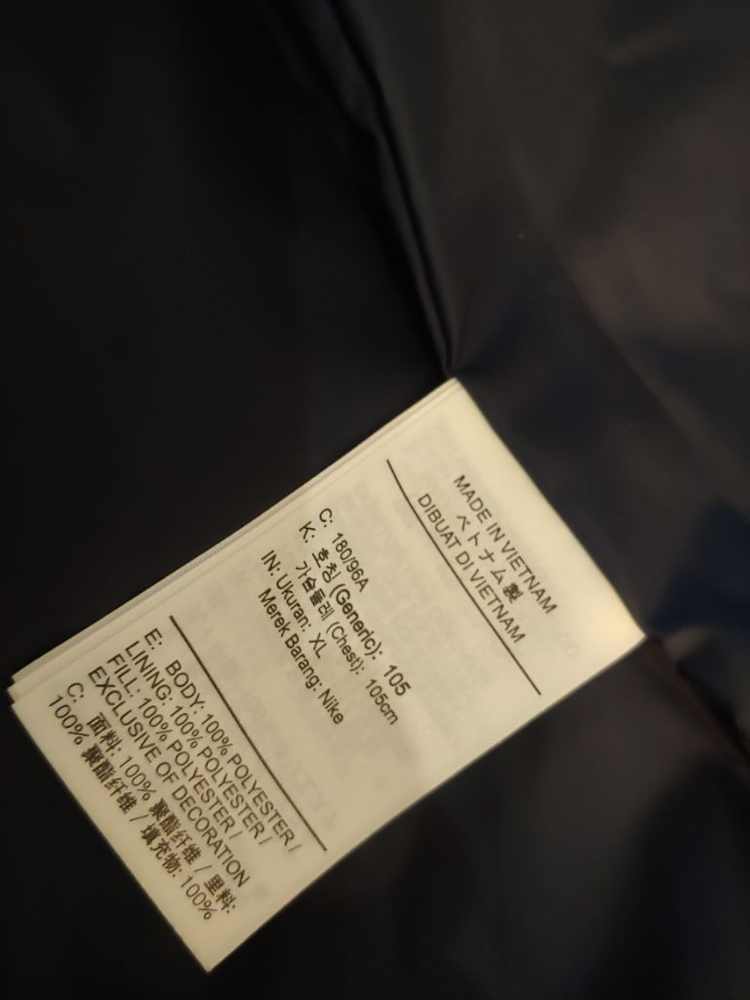 MADE IN VIETNAM
ベトナム製
DIBUAT DI VIETNAM
C: 180/96A
K: 호칭 (Generic): 105
가슴둘레 (Chest): 105cm
IN: Ukuran: XL
Merek Barang: Nike
E: BODY: 100% POLYESTER /
LINING: 100% POLYESTER /
FILL: 100% POLYESTER /
EXCLUSIVE OF DECORATION
C: 面料: 100% 聚酯纤维 / 里料:
100% 聚酯纤维 / 填充物: 100%